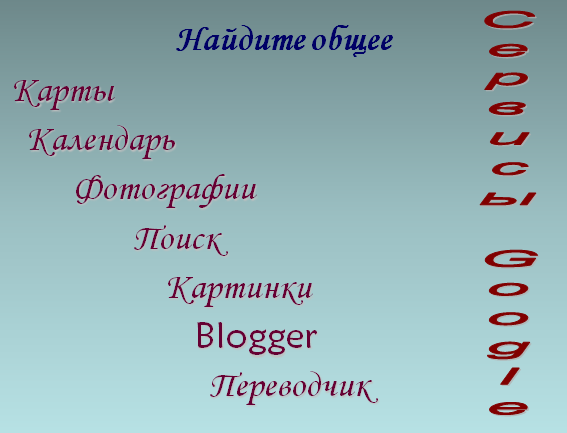 Найдите общее
Карты
Календарь
Фотографии
Поиск
Картинки
Blogger
Переводчик
Сервисы Google